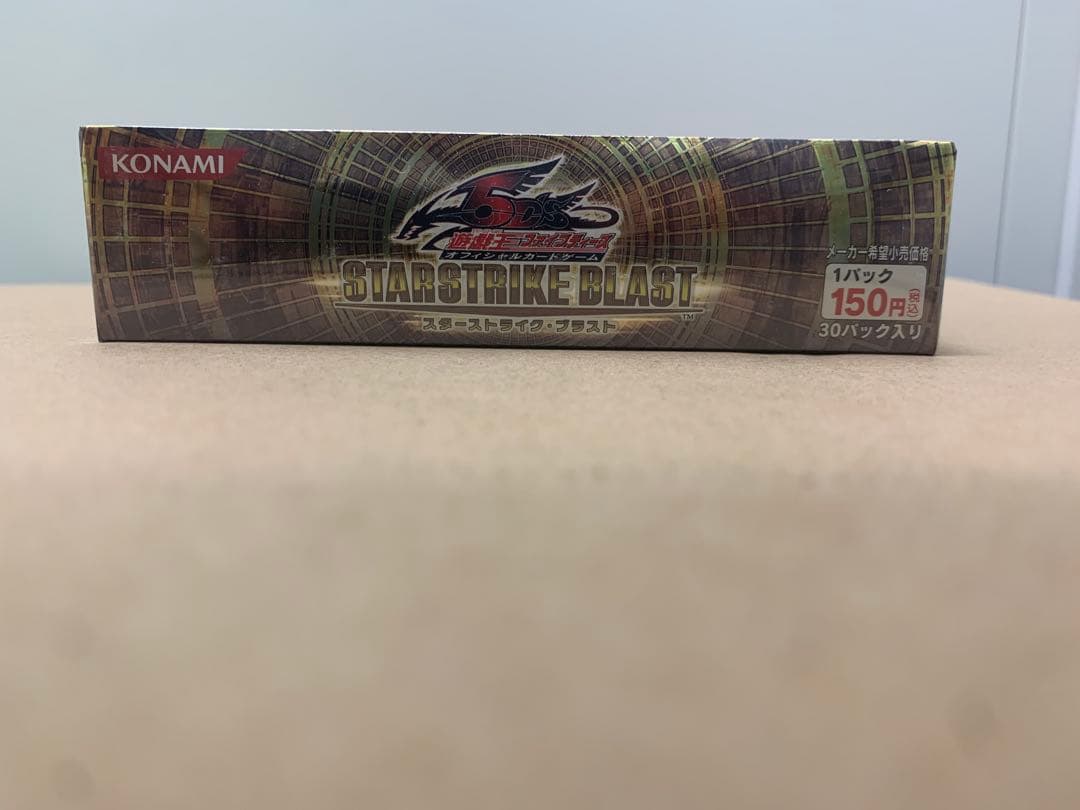 KONAMI
5D's
遊戯王ファイブディーズ
オフィシャルカードゲーム
STARSTRIKE BLAST
TM
スターストライク・ブラスト
メーカー希望小売価格
1パック
150円(税込)
30パック入り